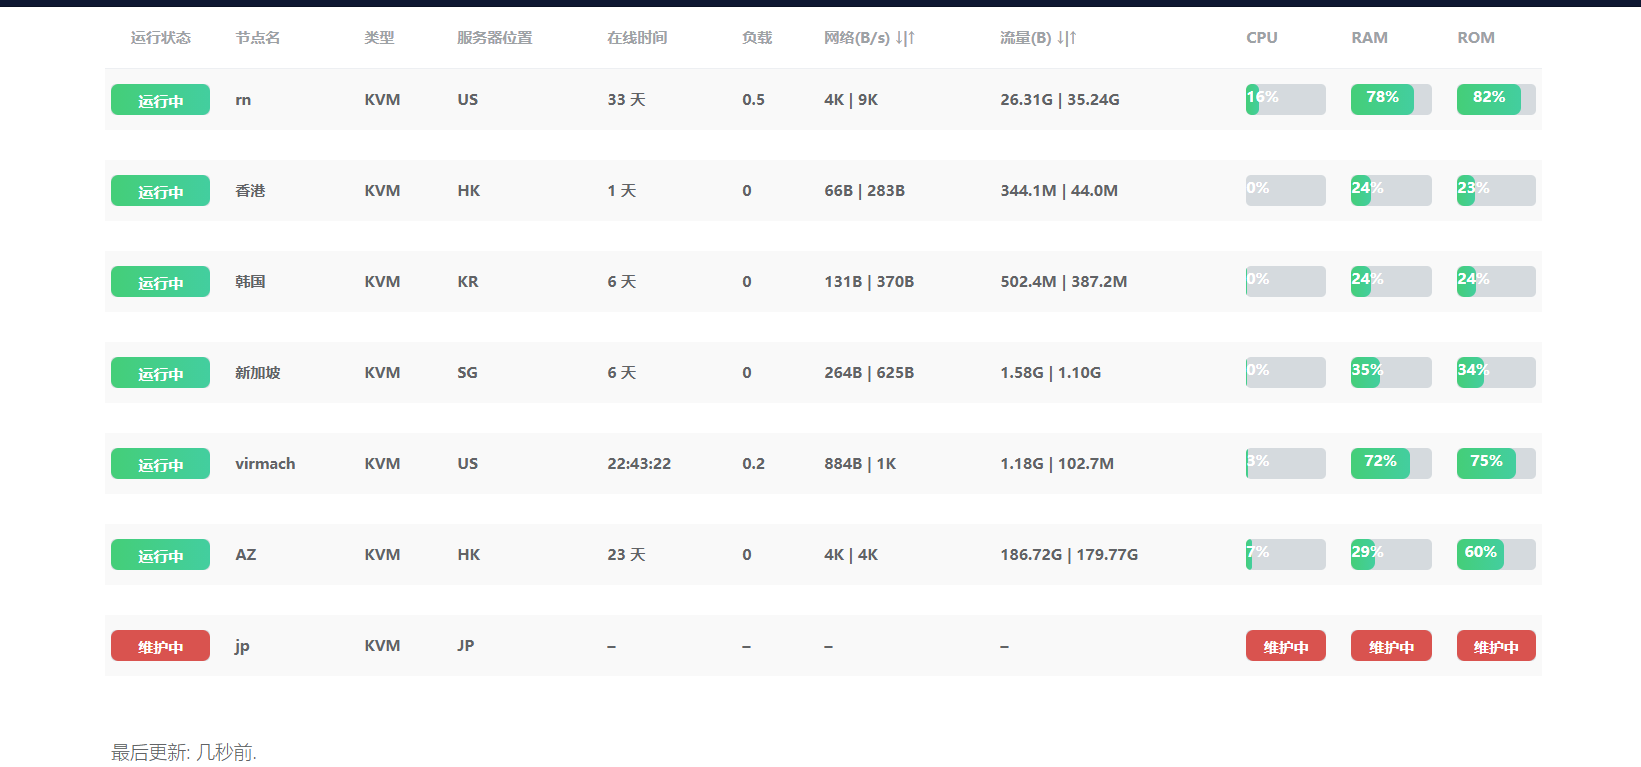 运行状态 节点名 类型 服务器位置 在线时间 负载 网络(B/s) ↓|↑ 流量(B) ↓|↑ CPU RAM ROM
运行中 rn KVM US 33 天 0.5 4K | 9K 26.31G | 35.24G 16% 78% 82%
运行中 香港 KVM HK 1 天 0 66B | 283B 344.1M | 44.0M 0% 24% 23%
运行中 韩国 KVM KR 6 天 0 131B | 370B 502.4M | 387.2M 0% 24% 24%
运行中 新加坡 KVM SG 6 天 0 264B | 625B 1.58G | 1.10G 0% 35% 34%
运行中 virmach KVM US 22:43:22 0.2 884B | 1K 1.18G | 102.7M 3% 72% 75%
运行中 AZ KVM HK 23 天 0 4K | 4K 186.72G | 179.77G 7% 29% 60%
维护中 jp KVM JP – – – – 维护中 维护中 维护中
最后更新: 几秒前.